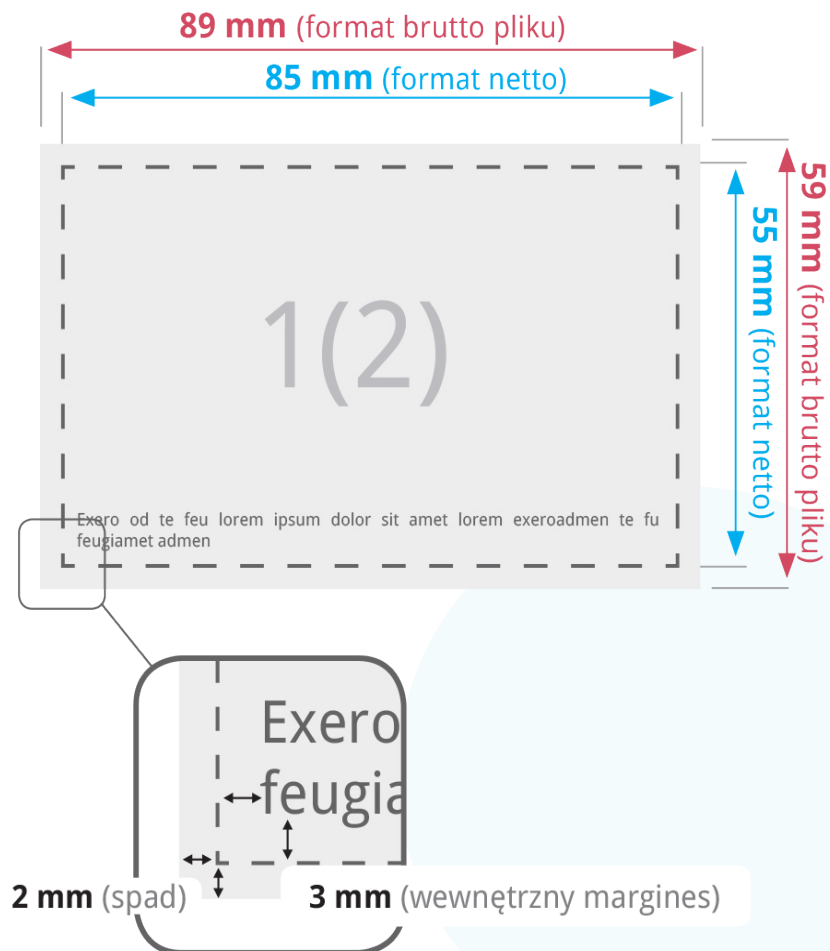 89 mm (format brutto pliku)
85 mm (format netto)
59 mm (format brutto pliku)
55 mm (format netto)
1(2)
Exero od te feu lorem ipsum dolor sit amet lorem exeroadmen te fu
feugiamet admen
Exero
feugia
2 mm (spad)
3 mm (wewnętrzny margines)